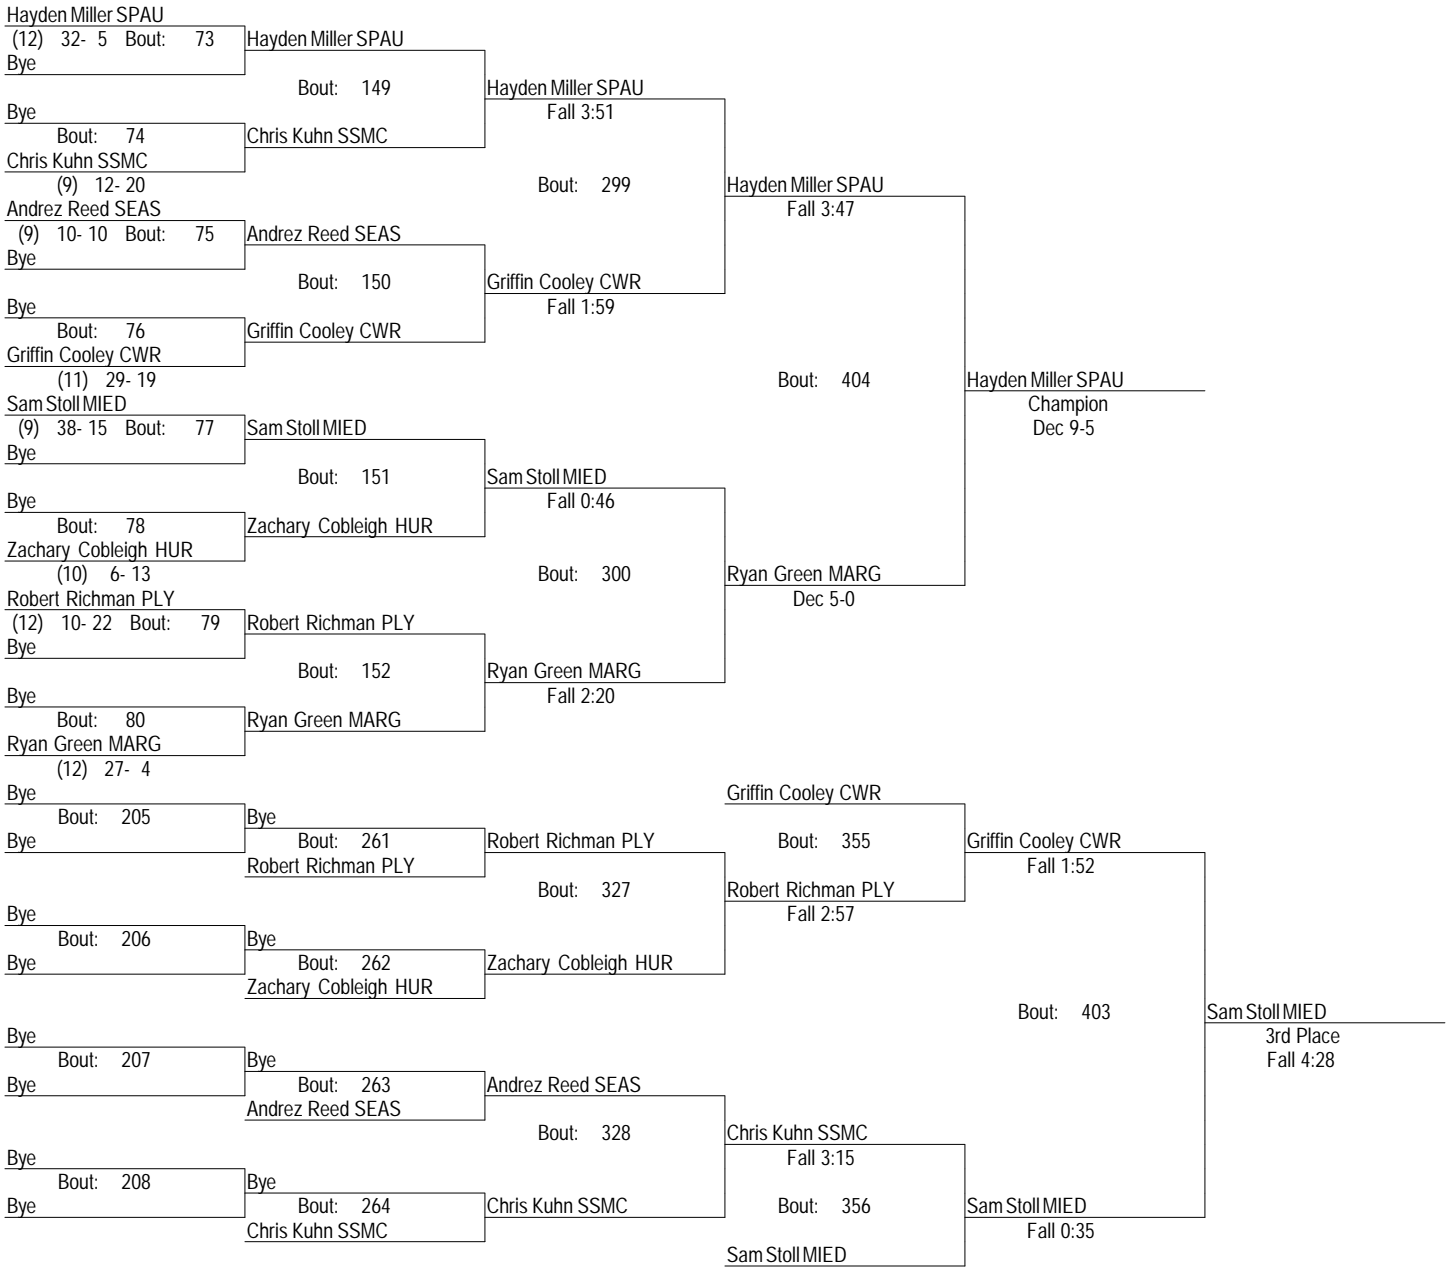 Hayden Miller SPAU
(12) 32- 5 Bout: 73 Hayden Miller SPAU
Bye
Bout: 149 Hayden Miller SPAU
Bye Fall 3:51
Bout: 74 Chris Kuhn SSMC
Chris Kuhn SSMC
(9) 12- 20 Bout: 299 Hayden Miller SPAU
Andrez Reed SEAS Fall 3:47
(9) 10- 10 Bout: 75 Andrez Reed SEAS
Bye
Bout: 150 Griffin Cooley CWR
Bye Fall 1:59
Bout: 76 Griffin Cooley CWR
Griffin Cooley CWR
(11) 29- 19 Bout: 404 Hayden Miller SPAU
Sam Stoll MIED Champion
(9) 38- 15 Bout: 77 Sam Stoll MIED Dec 9-5
Bye
Bout: 151 Sam Stoll MIED
Bye Fall 0:46
Bout: 78 Zachary Cobleigh HUR
Zachary Cobleigh HUR
(10) 6- 13 Bout: 300 Ryan Green MARG
Robert Richman PLY Dec 5-0
(12) 10- 22 Bout: 79 Robert Richman PLY
Bye
Bout: 152 Ryan Green MARG
Bye Fall 2:20
Bout: 80 Ryan Green MARG
Ryan Green MARG
(12) 27- 4
Bye Griffin Cooley CWR
Bout: 205 Bye
Bye Bout: 261 Robert Richman PLY Bout: 355 Griffin Cooley CWR
Robert Richman PLY Fall 1:52
Bout: 327 Robert Richman PLY
Bye Fall 2:57
Bout: 206 Bye
Bye Bout: 262 Zachary Cobleigh HUR
Zachary Cobleigh HUR
Bout: 403 Sam Stoll MIED
Bye 3rd Place
Bout: 207 Bye Fall 4:28
Bye Bout: 263 Andrez Reed SEAS
Andrez Reed SEAS
Bout: 328 Chris Kuhn SSMC
Bye Fall 3:15
Bout: 208 Bye
Bye Bout: 264 Chris Kuhn SSMC Bout: 356 Sam Stoll MIED
Chris Kuhn SSMC Fall 0:35
Sam Stoll MIED